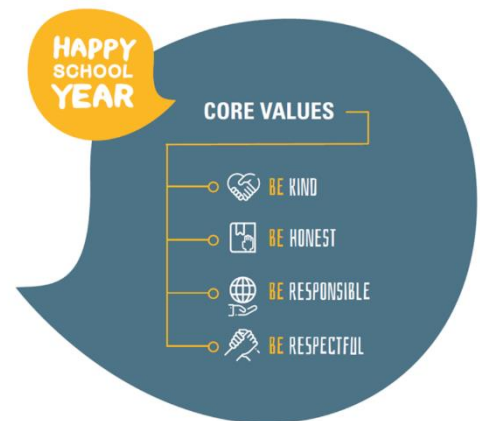 HAPPY
SCHOOL
YEAR
CORE VALUES
BE KIND
BE HONEST
BE RESPONSIBLE
BE RESPECTFUL